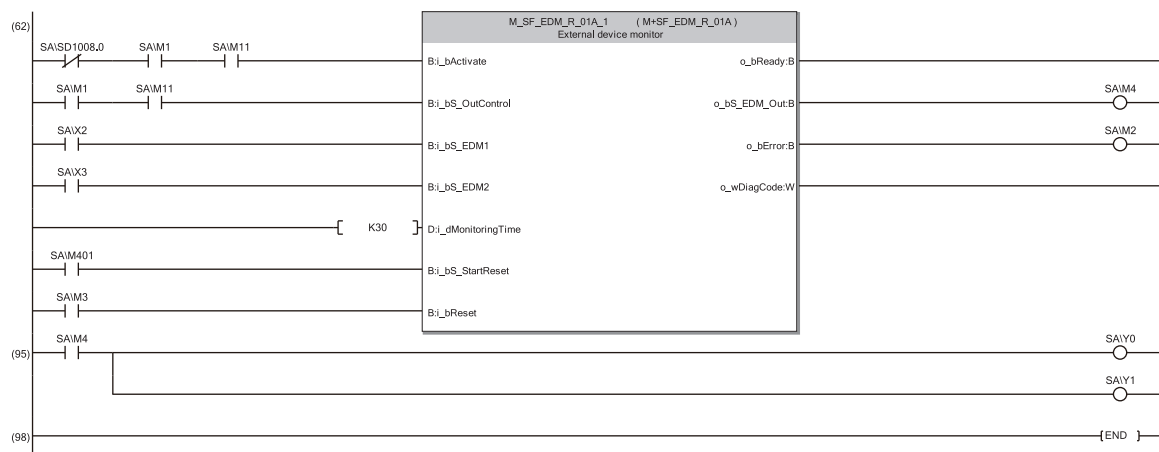 (62)
M_SF_EDM_R_01A_1 ( M+SF_EDM_R_01A )
External device monitor
SA\SD1008.0 SA\M1 SA\M11
B:i_bActivate o_bReady:B
SA\M1 SA\M11 SA\M4
B:i_bS_OutControl o_bS_EDM_Out:B
SA\X2 SA\M2
B:i_bS_EDM1 o_bError:B
SA\X3
B:i_bS_EDM2 o_wDiagCode:W
K30 D:i_dMonitoringTime
SA\M401
B:i_bS_StartReset
SA\M3
B:i_bReset
SA\M4 SA\Y0
(95)
SA\Y1
(98) END